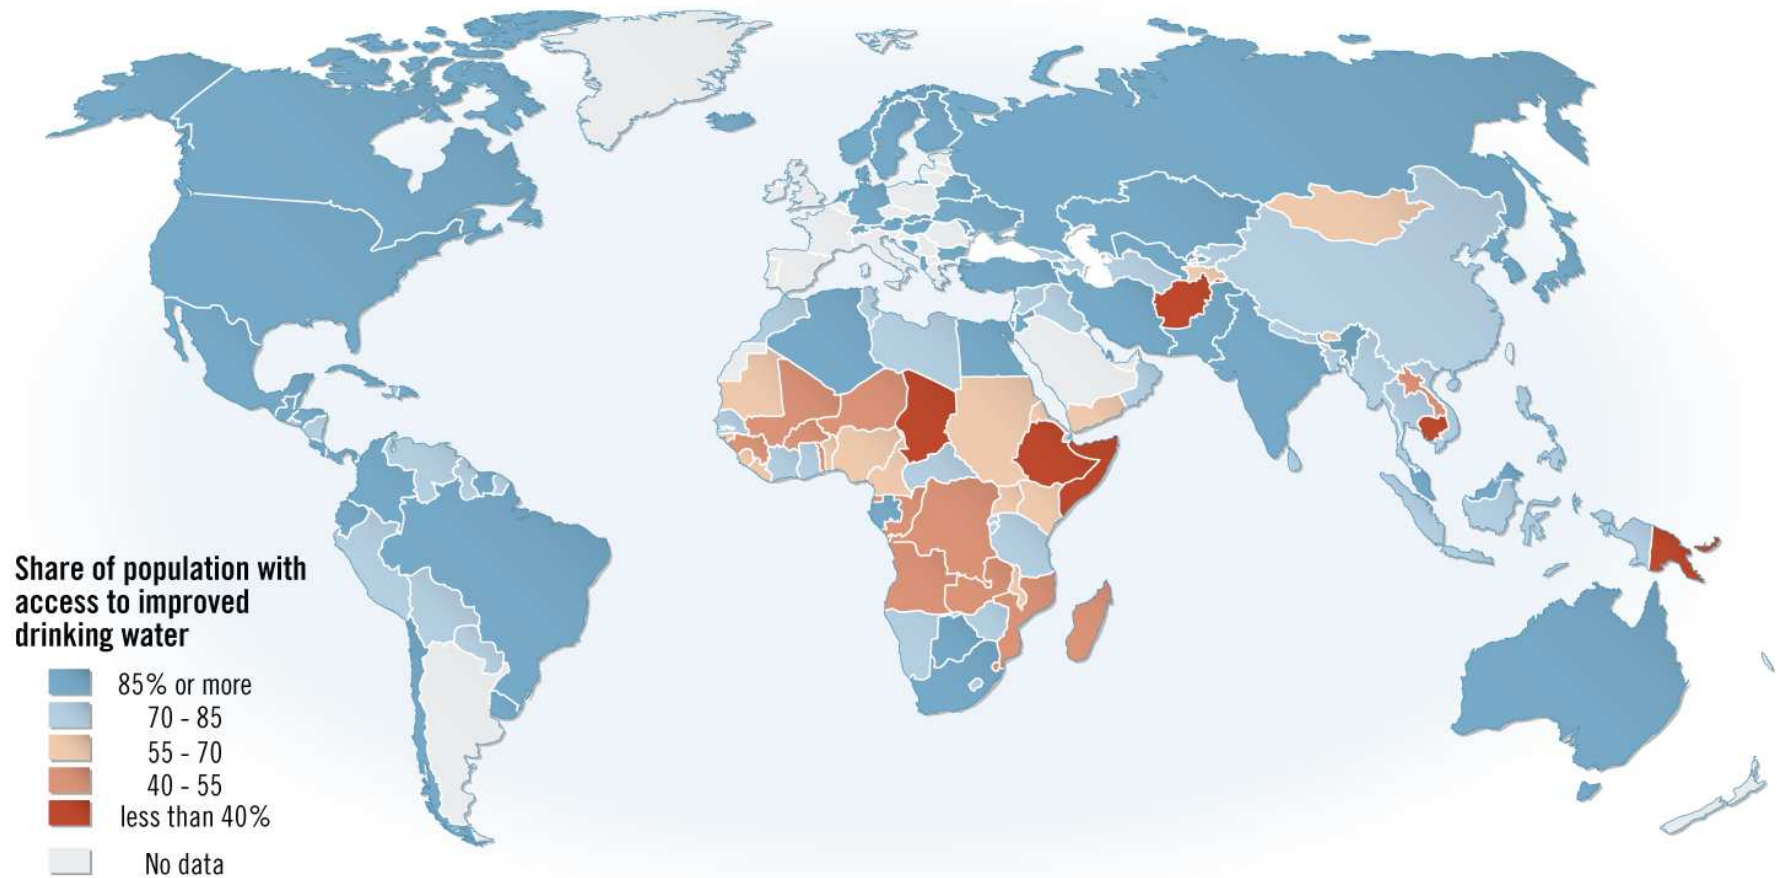 Share of population with
access to improved
drinking water
85% or more
70 - 85
55 - 70
40 - 55
less than 40%
No data